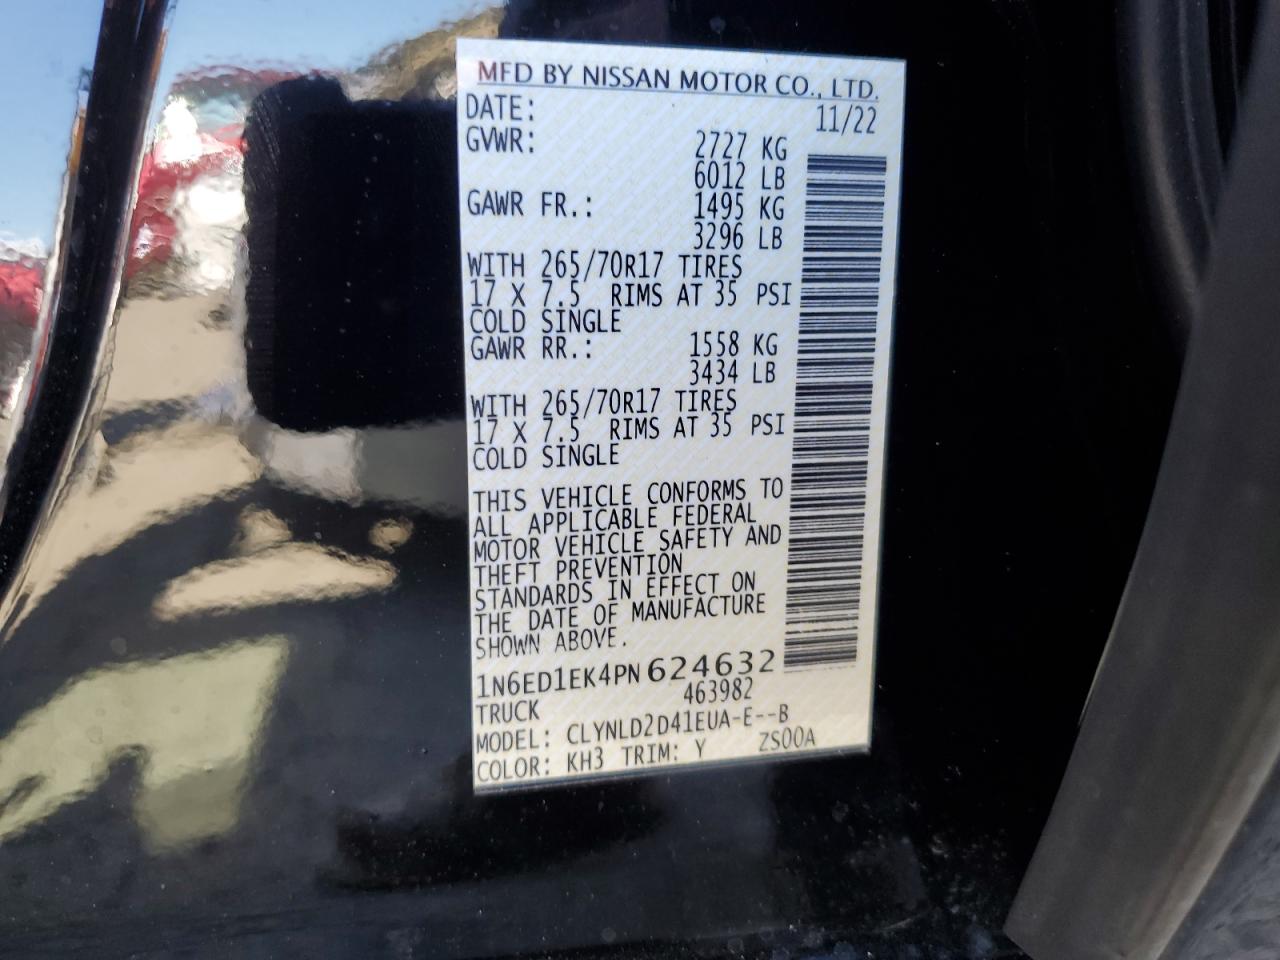 MFD BY NISSAN MOTOR CO., LTD.
DATE: 11/22
GVWR: 2727 KG
6012 LB
GAWR FR.: 1495 KG
3296 LB
WITH 265/70R17 TIRES
17 X 7.5 RIMS AT 35 PSI
COLD SINGLE
GAWR RR.: 1558 KG
3434 LB
WITH 265/70R17 TIRES
17 X 7.5 RIMS AT 35 PSI
COLD SINGLE
THIS VEHICLE CONFORMS TO
ALL APPLICABLE FEDERAL
MOTOR VEHICLE SAFETY AND
THEFT PREVENTION
STANDARDS IN EFFECT ON
THE DATE OF MANUFACTURE
SHOWN ABOVE.
1N6ED1EK4PN624632
TRUCK 463982
MODEL: CLYNLD2D41EUA-E--B
COLOR: KH3 TRIM: Y ZS00A